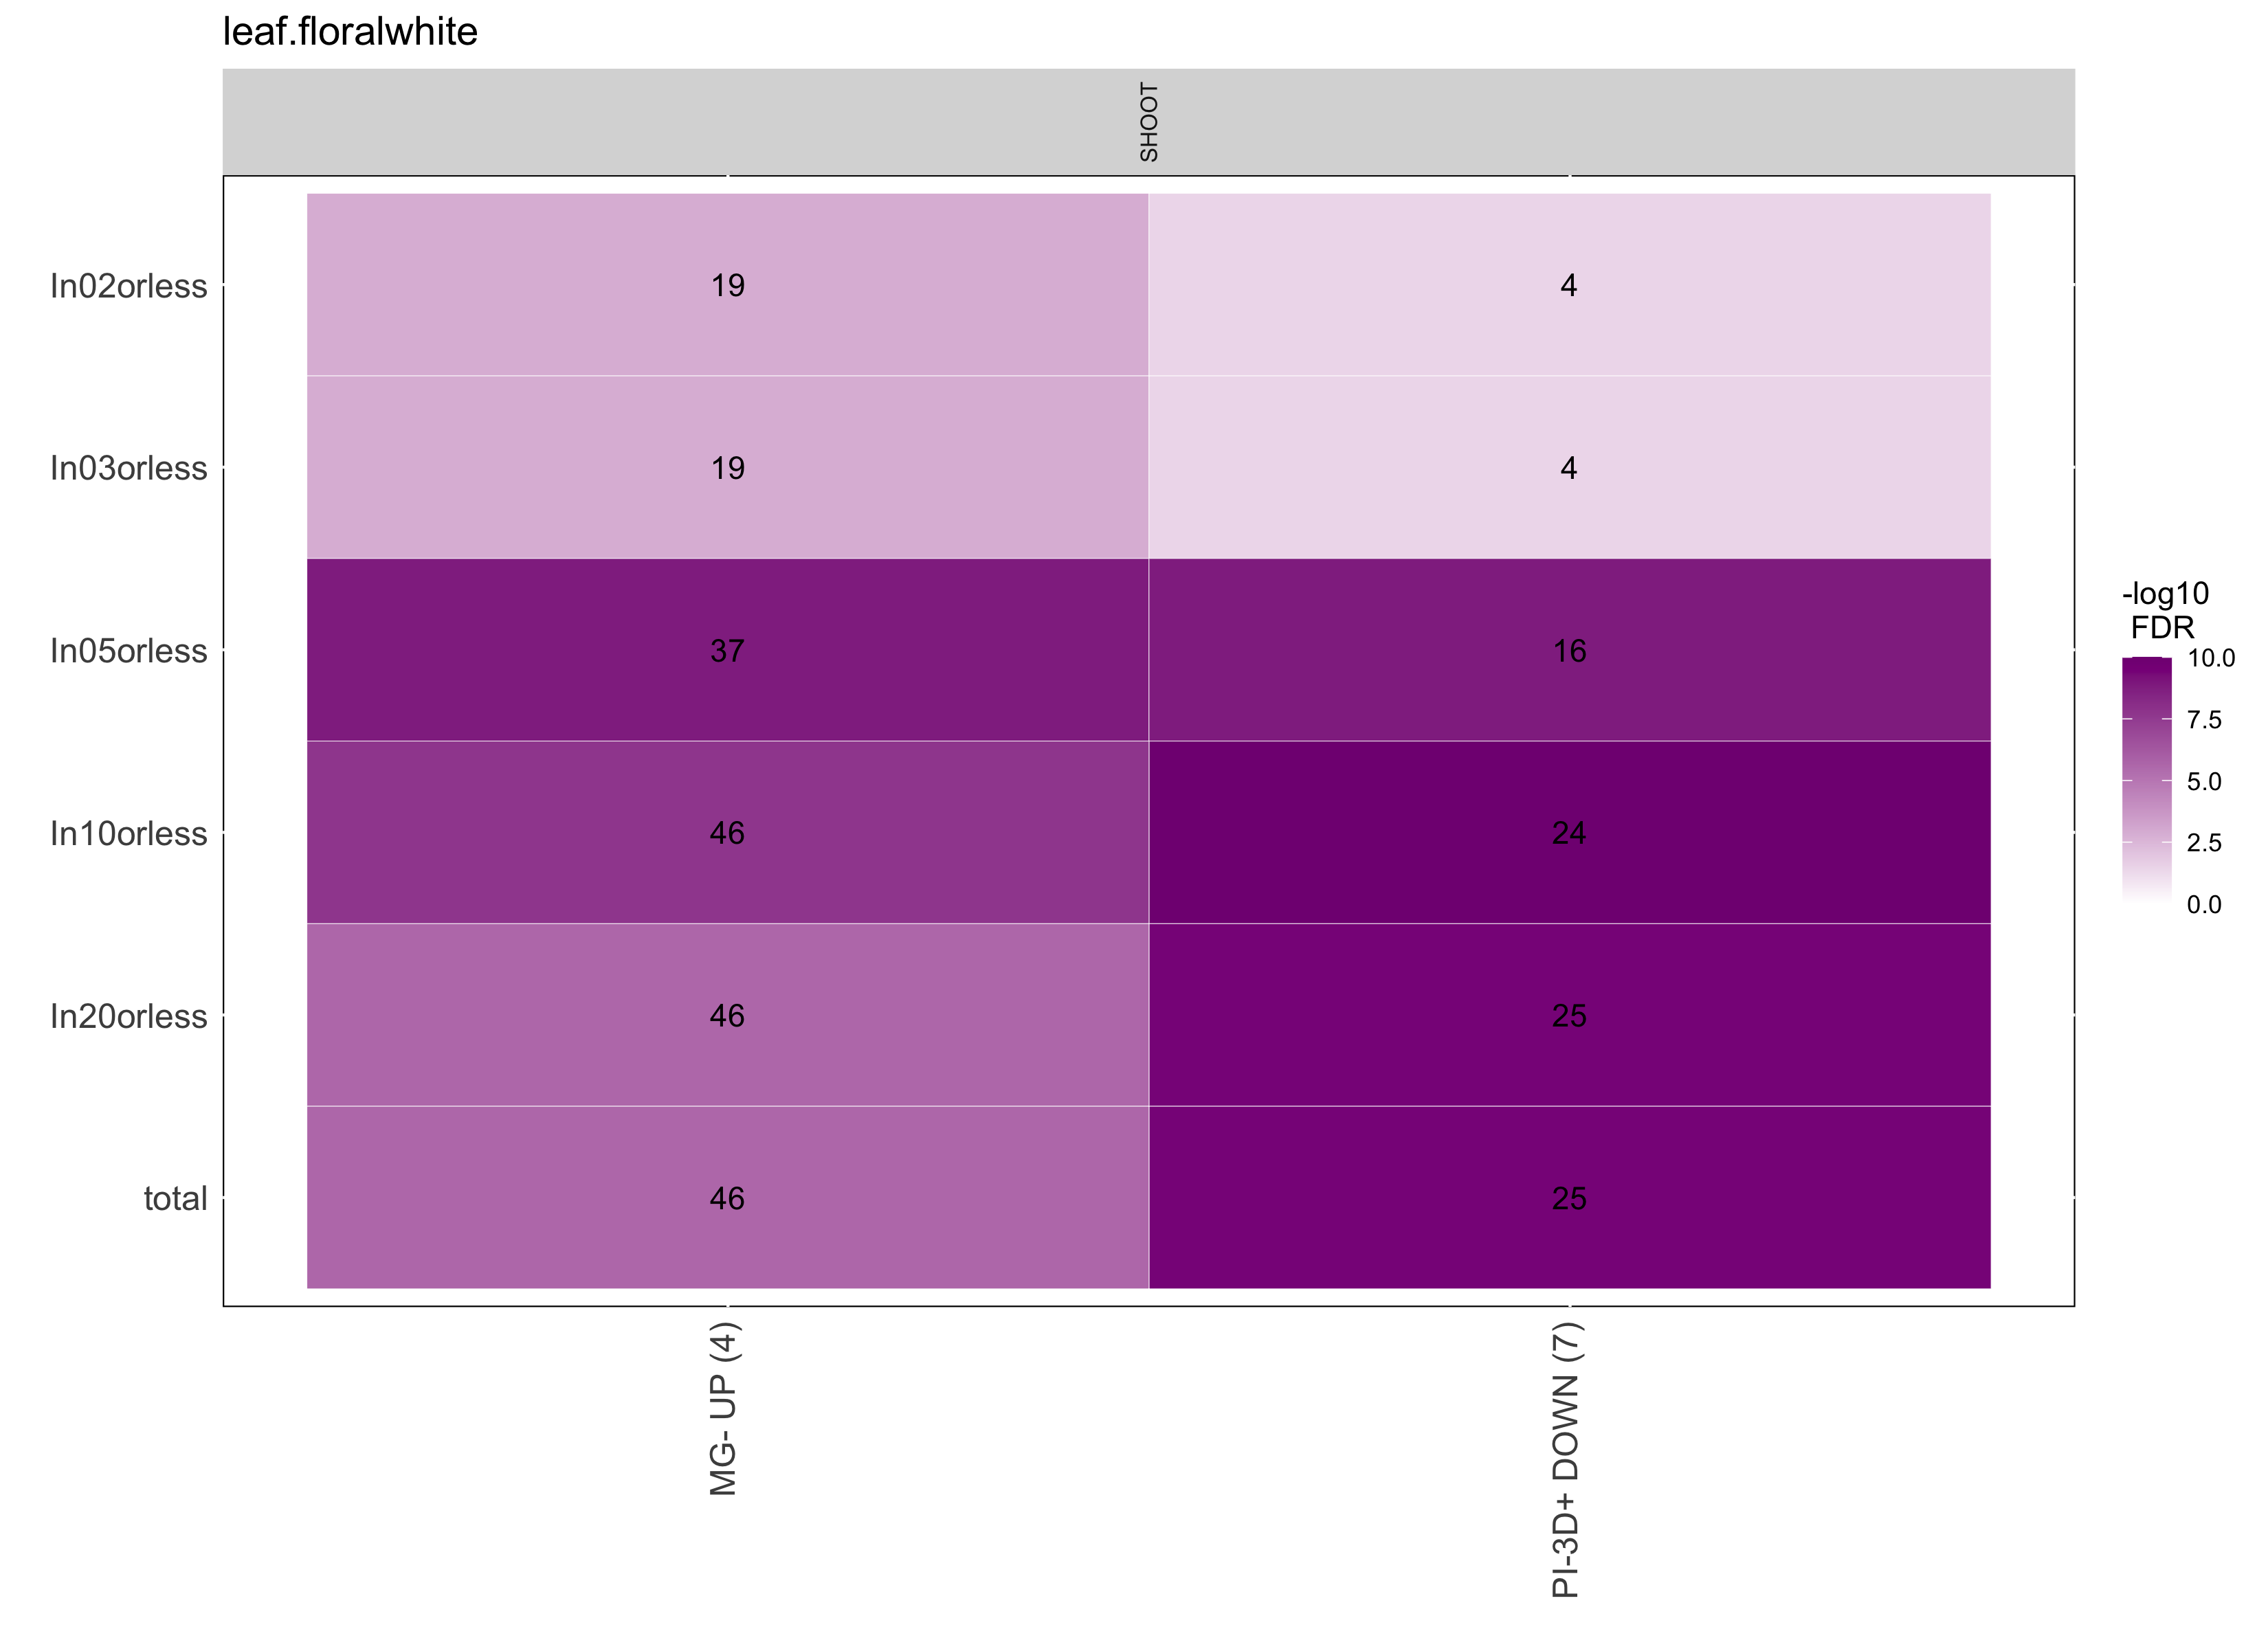 leaf.floralwhite
SHOOT
In02orless
19
4
In03orless
19
4
In05orless
37
16
In10orless
46
24
In20orless
46
25
total
46
25
-log10
FDR
10.0
7.5
5.0
2.5
0.0
MG- UP (4)
PI-3D+ DOWN (7)